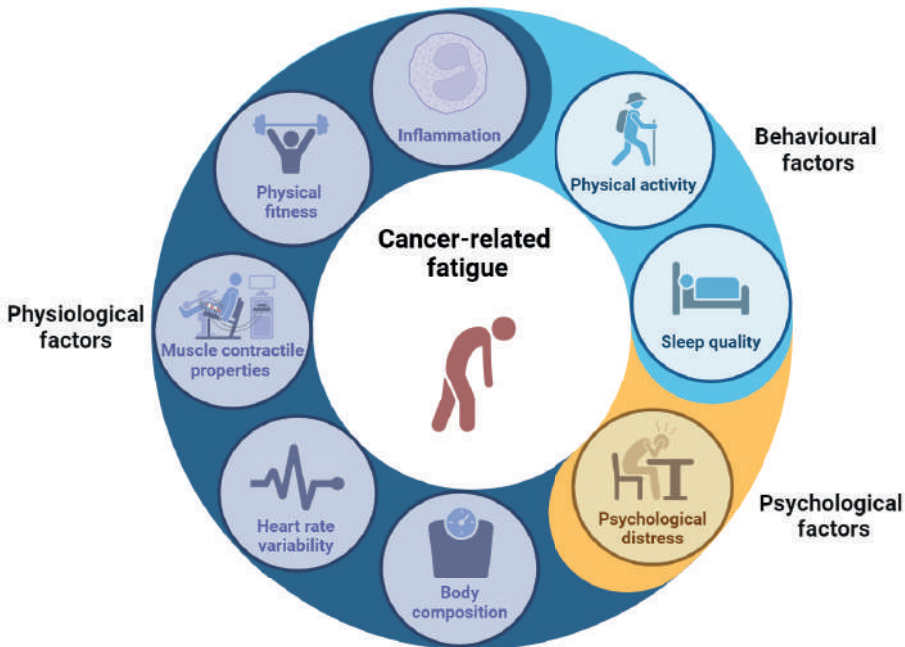 Inflammation
Physical activity
Sleep quality
Psychological
distress
Body
composition
Heart rate
variability
Muscle contractile
properties
Physical
fitness
Cancer-related
fatigue
Behavioural
factors
Psychological
factors
Physiological
factors